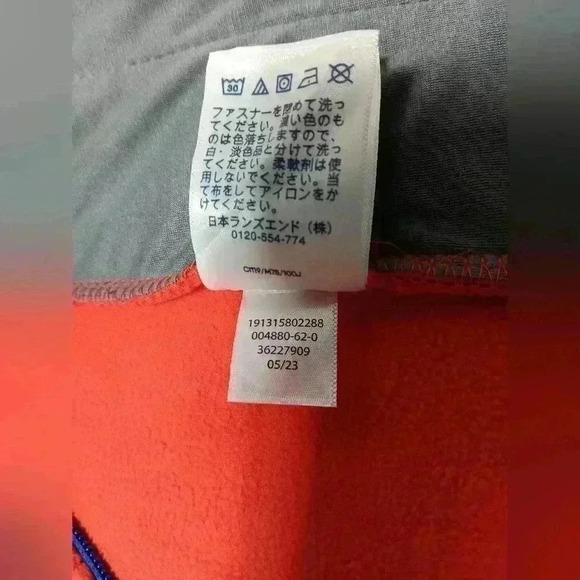 30
ファスナーを閉めて洗っ
てください。濃い色のも
のは色落ちしますので、
白・淡色品と分けて洗っ
てください。柔軟剤は使
用しないでください。当
て布をしてアイロンをか
けてください。
日本ランズエンド（株）
0120-554-774
191315802288
004880-62-0
36227909
05/23